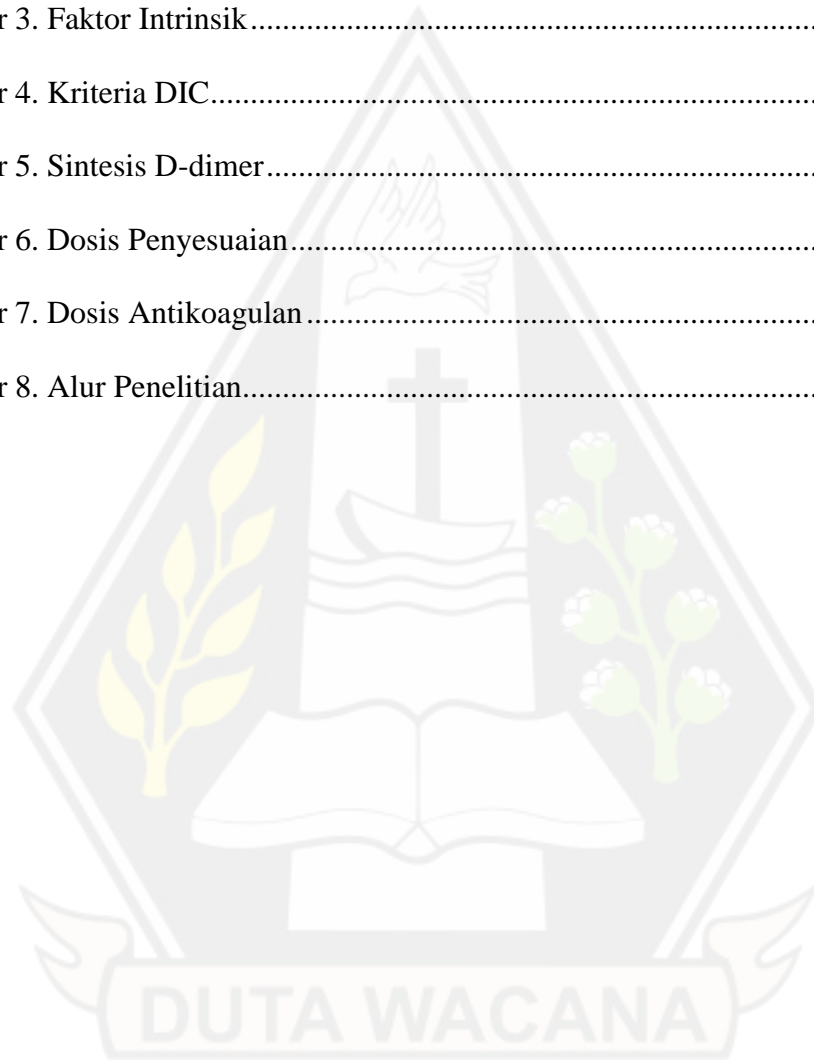 r 3. Faktor Intrinsik......................................................................
r 4. Kriteria DIC...........................................................................
r 5. Sintesis D-dimer....................................................................
r 6. Dosis Penyesuaian.................................................................
r 7. Dosis Antikoagulan...............................................................
r 8. Alur Penelitian.......................................................................
DUTA WACANA